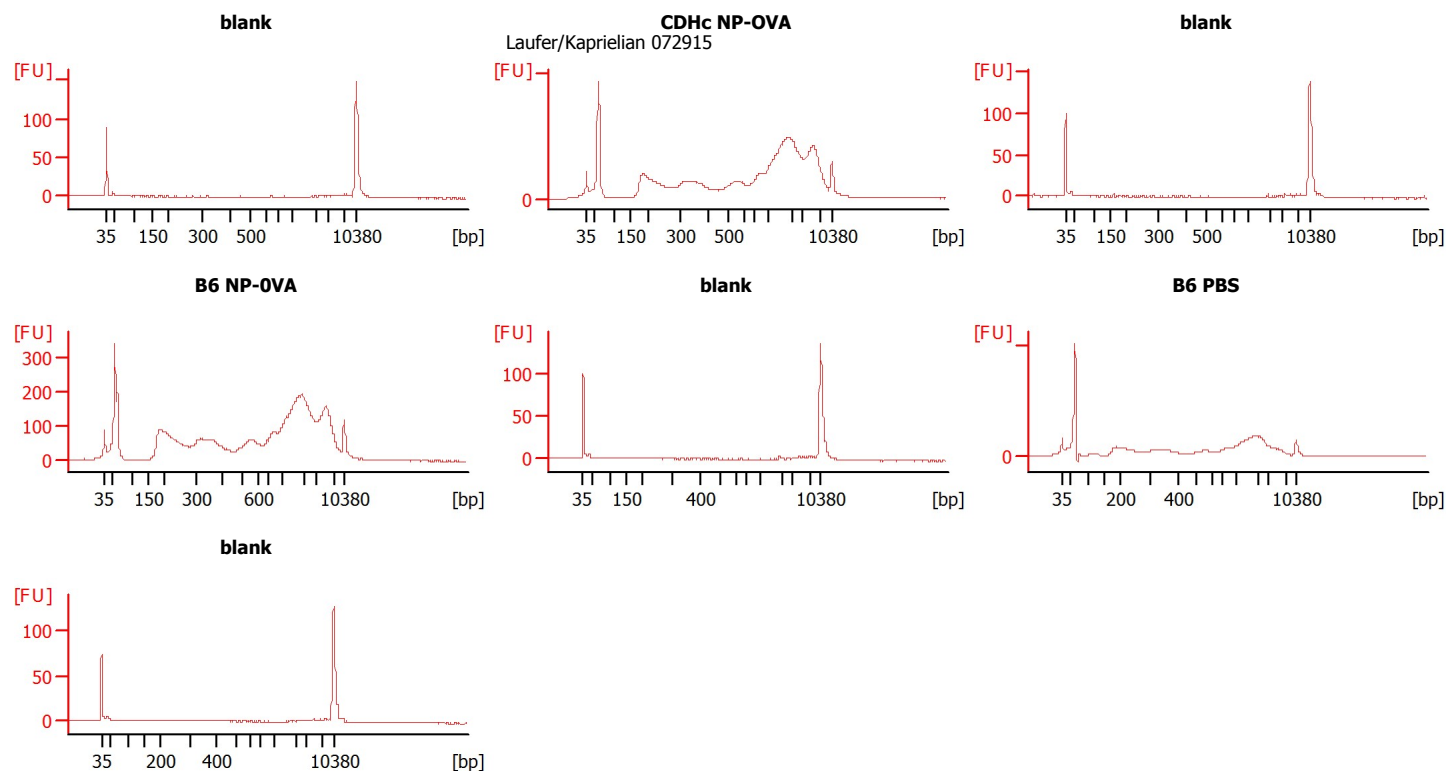 blank
CDHc NP-OVA
Laufer/Kaprielian 072915
blank
[FU]
100
50
0
35 150 300 500 10380 [bp]
[FU]
0
35 150 300 500 10380 [bp]
[FU]
100
50
0
35 150 300 500 10380 [bp]
B6 NP-0VA
blank
B6 PBS
[FU]
300
200
100
0
35 150 300 600 10380 [bp]
[FU]
100
50
0
35 150 400 10380 [bp]
[FU]
0
35 200 400 10380 [bp]
blank
[FU]
100
50
0
35 200 400 10380 [bp]